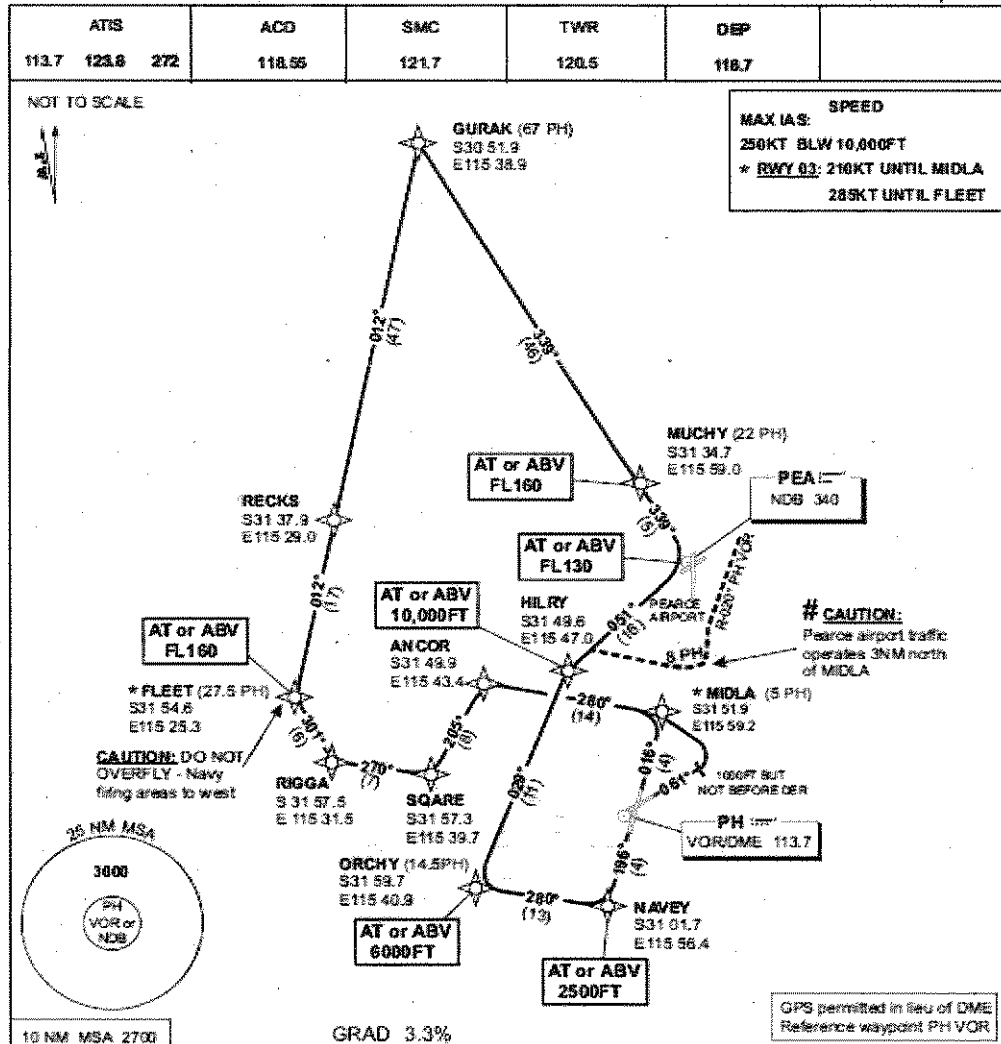 ATIS ACD SMC TWR DEP
113.7 123.8 272 118.55 121.7 120.5 118.7
NOT TO SCALE
SPEED
MAX IAS:
250KT BLW 10,000FT
* RWY 03: 210KT UNTIL MIDLA
285KT UNTIL FLEET
GURAK (67 PH)
S30 51.9
E115 38.9
012°
(47)
339°
(46)
MUCHY (22 PH)
S31 34.7
E115 59.0
AT or ABV
FL160
PEA
NDB 340
RECKS
S31 37.9
E115 29.0
339°
(5)
AT or ABV
FL130
PEARCE
AIRPORT
R-020° PH VOR
012°
(17)
AT or ABV
10,000FT
HILRY
S31 49.6
E115 47.0
051°
(16)
8 PH
# CAUTION:
Pearce airport traffic
operates 3NM north
of MIDLA
AT or ABV
FL160
ANCOR
S31 49.9
E115 43.4
* FLEET (27.5 PH)
S31 54.6
E115 25.3
280°
(14)
* MIDLA (5 PH)
S31 51.9
E115 59.2
CAUTION: DO NOT
OVERFLY - Navy
firing areas to west
301°
(6)
270°
(7)
205°
(8)
016°
(4)
061°
1000FT BUT
NOT BEFORE DER
RIGGA
S 31 57.5
E 115 31.5
SQARE
S31 57.3
E115 39.7
029°
(11)
PH
VOR/DME 113.7
196°
(4)
25 NM MSA
3000
PH
VOR or
NDB
ORCHY (14.5PH)
S31 59.7
E115 40.9
280°
(13)
NAVEY
S31 01.7
E115 56.4
AT or ABV
6000FT
AT or ABV
2500FT
10 NM MSA 2700
GRAD 3.3%
GPS permitted in lieu of DME
Reference waypoint PH VOR